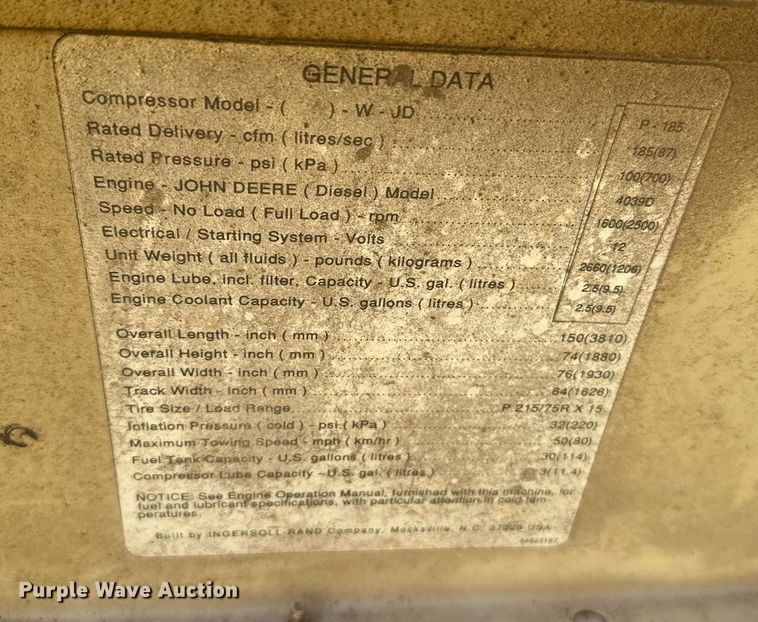 GENERAL DATA
Compressor Model - ( ) - W - JD P - 185
Rated Delivery - cfm ( litres/sec ) 185(87)
Rated Pressure - psi ( kPa ) 100(700)
Engine - JOHN DEERE ( Diesel ) Model 4039D
Speed - No Load ( Full Load ) - rpm 1600(2500)
Electrical / Starting System - Volts 12
Unit Weight ( all fluids ) - pounds ( kilograms ) 2660(1206)
Engine Lube, incl. filter, Capacity - U.S. gal. ( litres ) 2.5(9.5)
Engine Coolant Capacity - U.S. gallons ( litres ) 2.5(9.5)
Overall Length - inch ( mm ) 150(3810)
Overall Height - inch ( mm ) 74(1880)
Overall Width - inch ( mm ) 76(1930)
Track Width - inch ( mm ) 64(1626)
Tire Size / Load Range P 215/75R X 15
Inflation Pressure ( cold ) - psi ( kPa ) 32(220)
Maximum Towing Speed - mph ( km/hr ) 50(80)
Fuel Tank Capacity - U.S. gallons ( litres ) 30(114)
Compressor Lube Capacity - U.S. gal. ( litres ) 3(11.4)
NOTICE: See Engine Operation Manual, furnished with this machine, for
fuel and lubricant specifications, with particular attention in cold tem-
peratures.
Built by INGERSOLL-RAND Company, Mocksville, N.C. USA
Purple Wave Auction